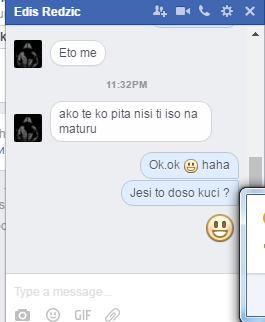 Edis Redzic
Eto me
11:32PM
ako te ko pita nisi ti iso na
maturu
Ok.ok haha
Jesi to doso kuci ?
Type a message...
GIF